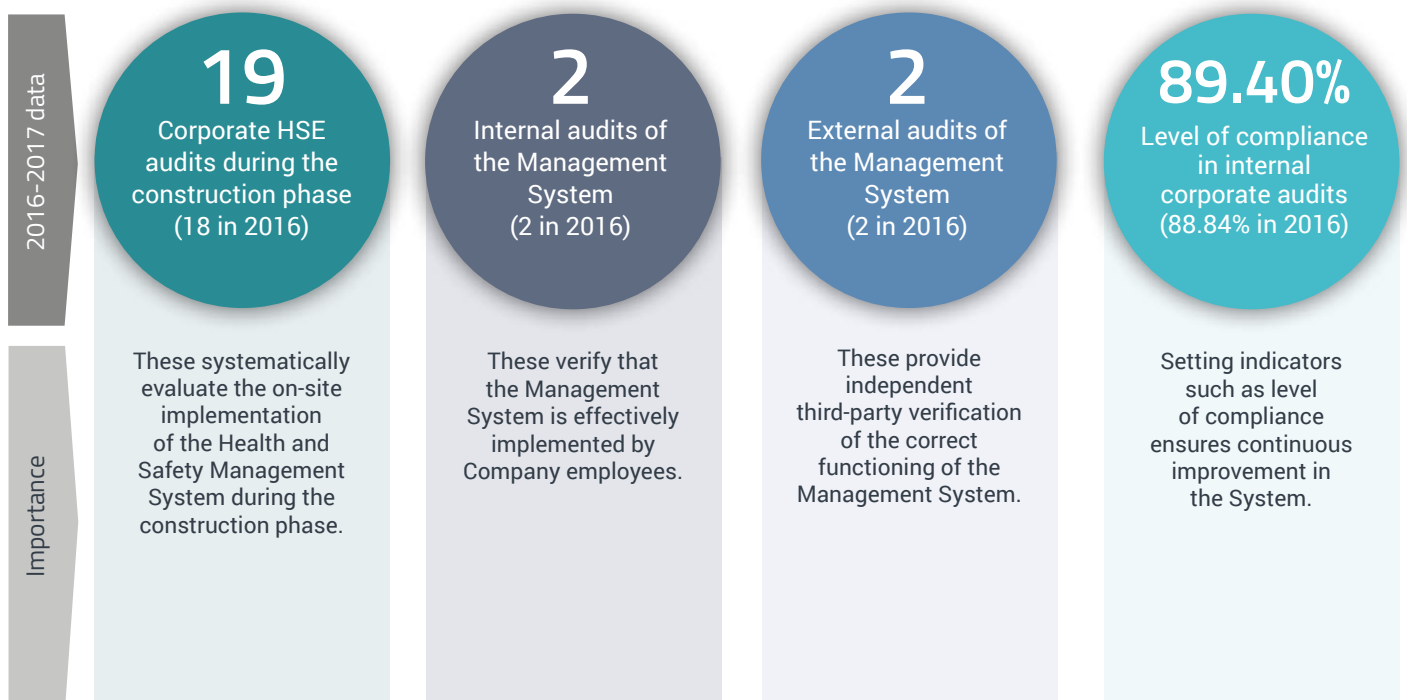 2016-2017 data
19
Corporate HSE
audits during the
construction phase
(18 in 2016)
2
Internal audits of
the Management
System
(2 in 2016)
2
External audits of
the Management
System
(2 in 2016)
89.40%
Level of compliance
in internal
corporate audits
(88.84% in 2016)
Importance
These systematically
evaluate the on-site
implementation
of the Health and
Safety Management
System during the
construction phase.
These verify that
the Management
System is effectively
implemented by
Company employees.
These provide
independent
third-party verification
of the correct
functioning of the
Management System.
Setting indicators
such as level
of compliance
ensures continuous
improvement in
the System.